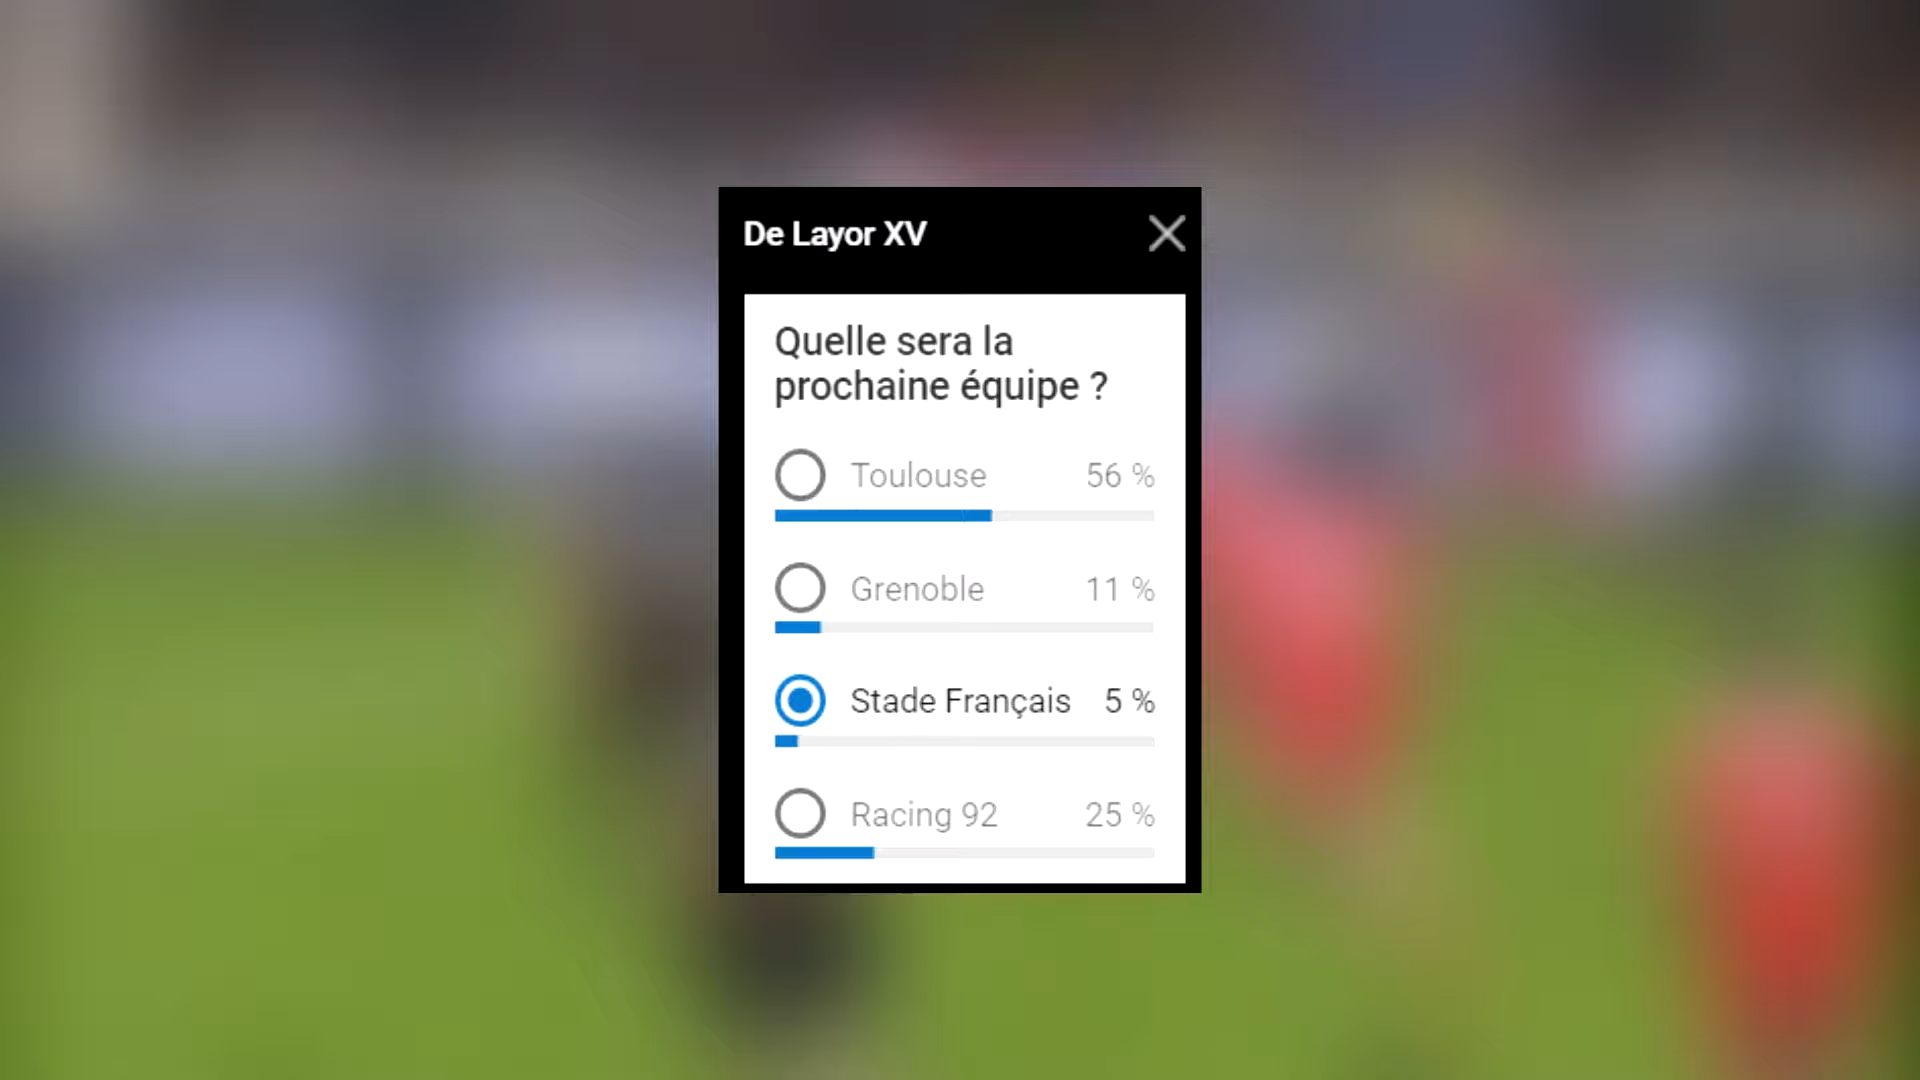 De Layor XV
Quelle sera la
prochaine équipe ?
Toulouse 56 %
Grenoble 11 %
Stade Français 5 %
Racing 92 25 %